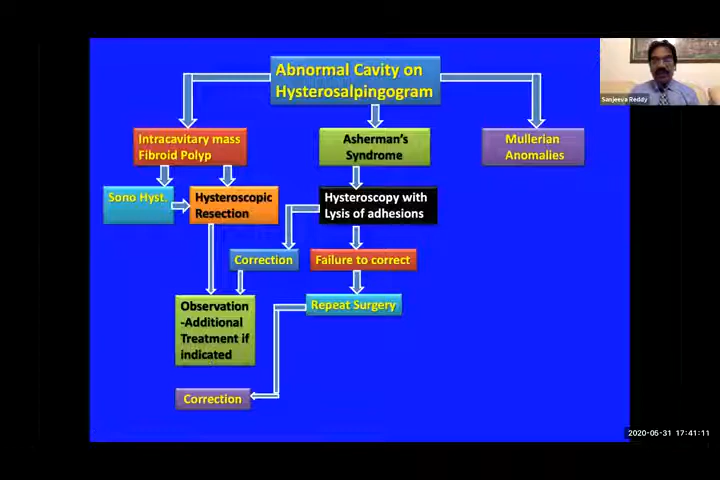 Abnormal Cavity on
Hysterosalpingogram
Sanjeeva Reddy
Intracavitary mass
Fibroid Polyp
Asherman's
Syndrome
Mullerian
Anomalies
Sono Hyst.
Hysteroscopic
Resection
Hysteroscopy with
Lysis of adhesions
Correction
Failure to correct
Observation
-Additional
Treatment if
indicated
Repeat Surgery
Correction
2020-05-31 17:41:11